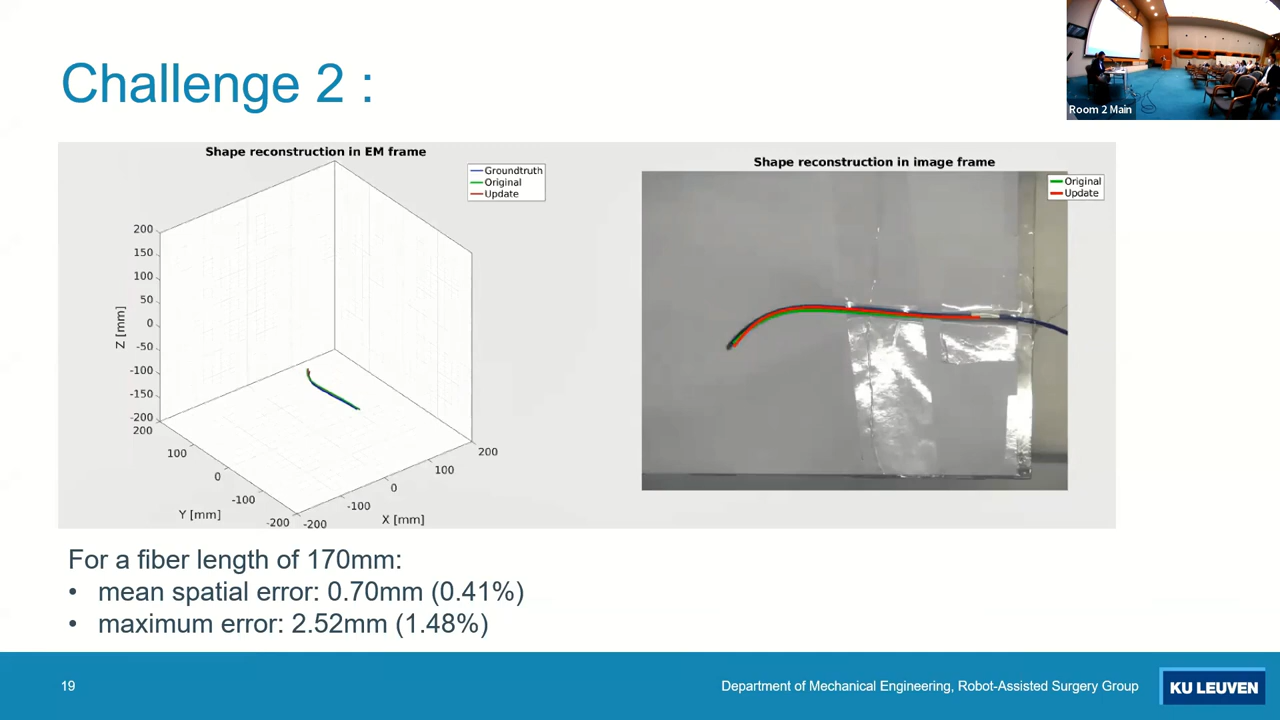 Room 2 Main
Challenge 2 :
Shape reconstruction in EM frame
Groundtruth
Original
Update
200
150
100
50
0
-50
-100
-150
-200
Z [mm]
200
100
0
-100
-200
Y [mm]
-200
-100
0
100
200
X [mm]
Shape reconstruction in image frame
Original
Update
For a fiber length of 170mm:
• mean spatial error: 0.70mm (0.41%)
• maximum error: 2.52mm (1.48%)
19
Department of Mechanical Engineering, Robot-Assisted Surgery Group
KU LEUVEN